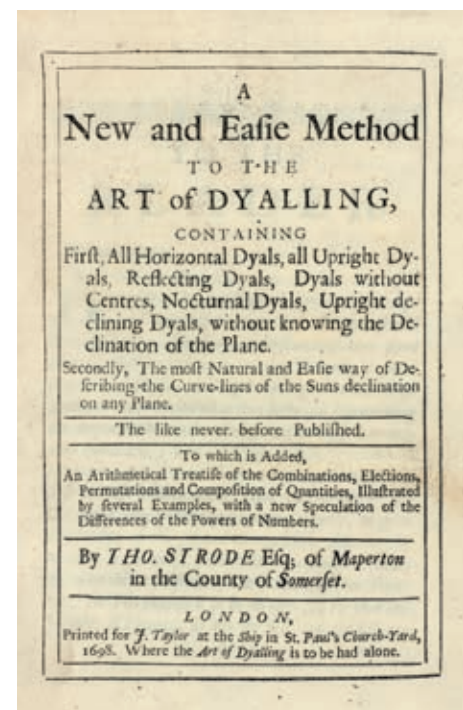 A
New and Eaſie Method
TO THE
ART of DYALLING,
CONTAINING
Firſt, All Horizontal Dyals, all Upright Dy-
als, Reflecting Dyals, Dyals without
Centres, Nocturnal Dyals, Upright de-
clining Dyals, without knowing the De-
clination of the Plane.
Secondly, The moſt Natural and Eaſie way of De-
ſcribing the Curve-lines of the Suns declination
on any Plane.
The like never before Publiſhed.
To which is Added,
An Arithmetical Treatiſe of the Combinations, Elections,
Permutations and Compoſition of Quantities, Illuſtrated
by ſeveral Examples, with a new Speculation of the
Differences of the Powers of Numbers.
By THO. STRODE Eſq; of Maperton
in the County of Somerſet.
LONDON,
Printed for J. Taylor at the Ship in St. Paul's Church-Yard,
1698. Where the Art of Dyalling is to be had alone.